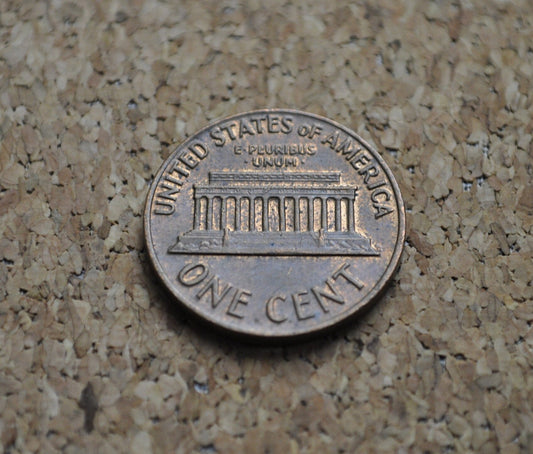 UNITED STATES of AMERICA
E·PLURIBUS
·UNUM·
ONE CENT